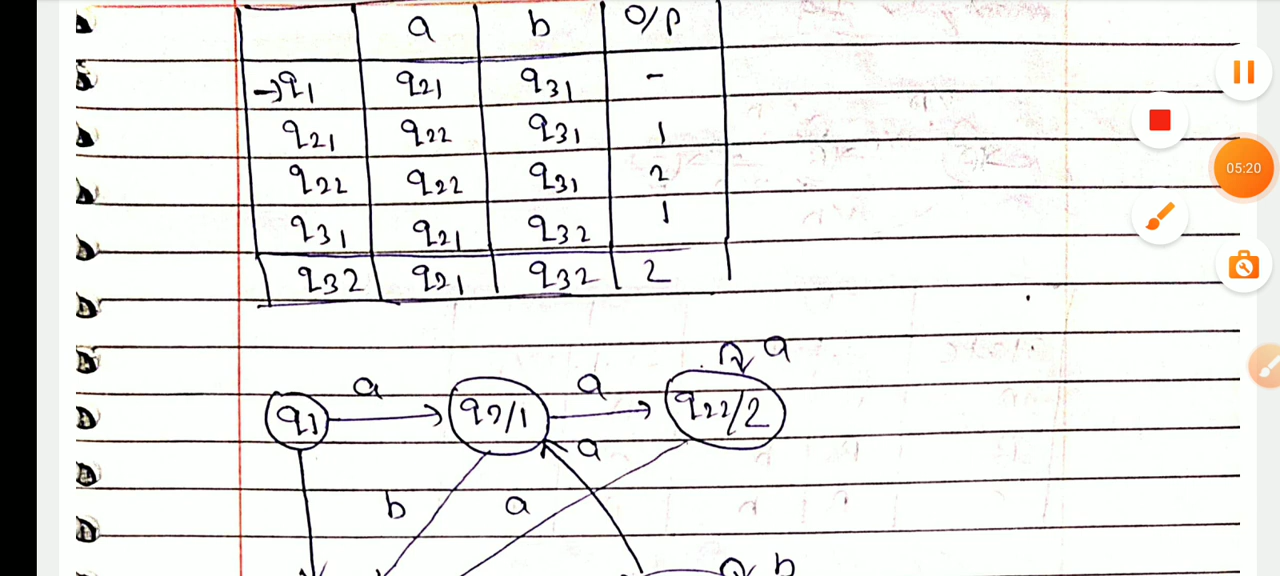 a b O/P
→q1 q21 q31 -
q21 q22 q31 1
q22 q22 q31 2
q31 q21 q32 1
q32 q21 q32 2
a
a a
q1 q2/1 q22/2
a
b a
b
05:20